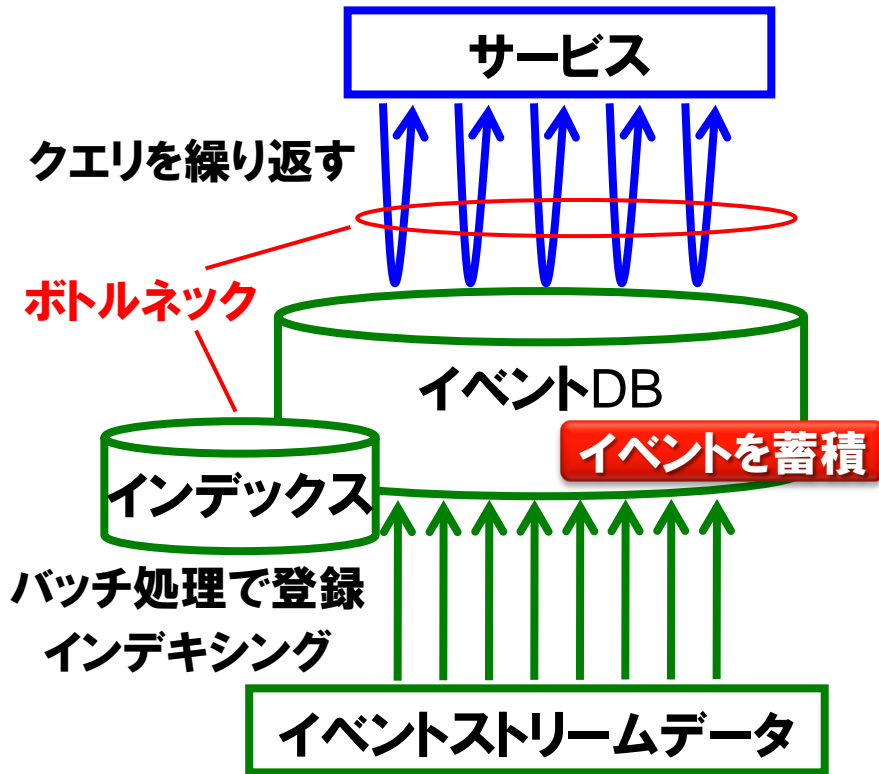 サービス
クエリを繰り返す
ボトルネック
イベントDB
イベントを蓄積
インデックス
バッチ処理で登録
インデキシング
イベントストリームデータ